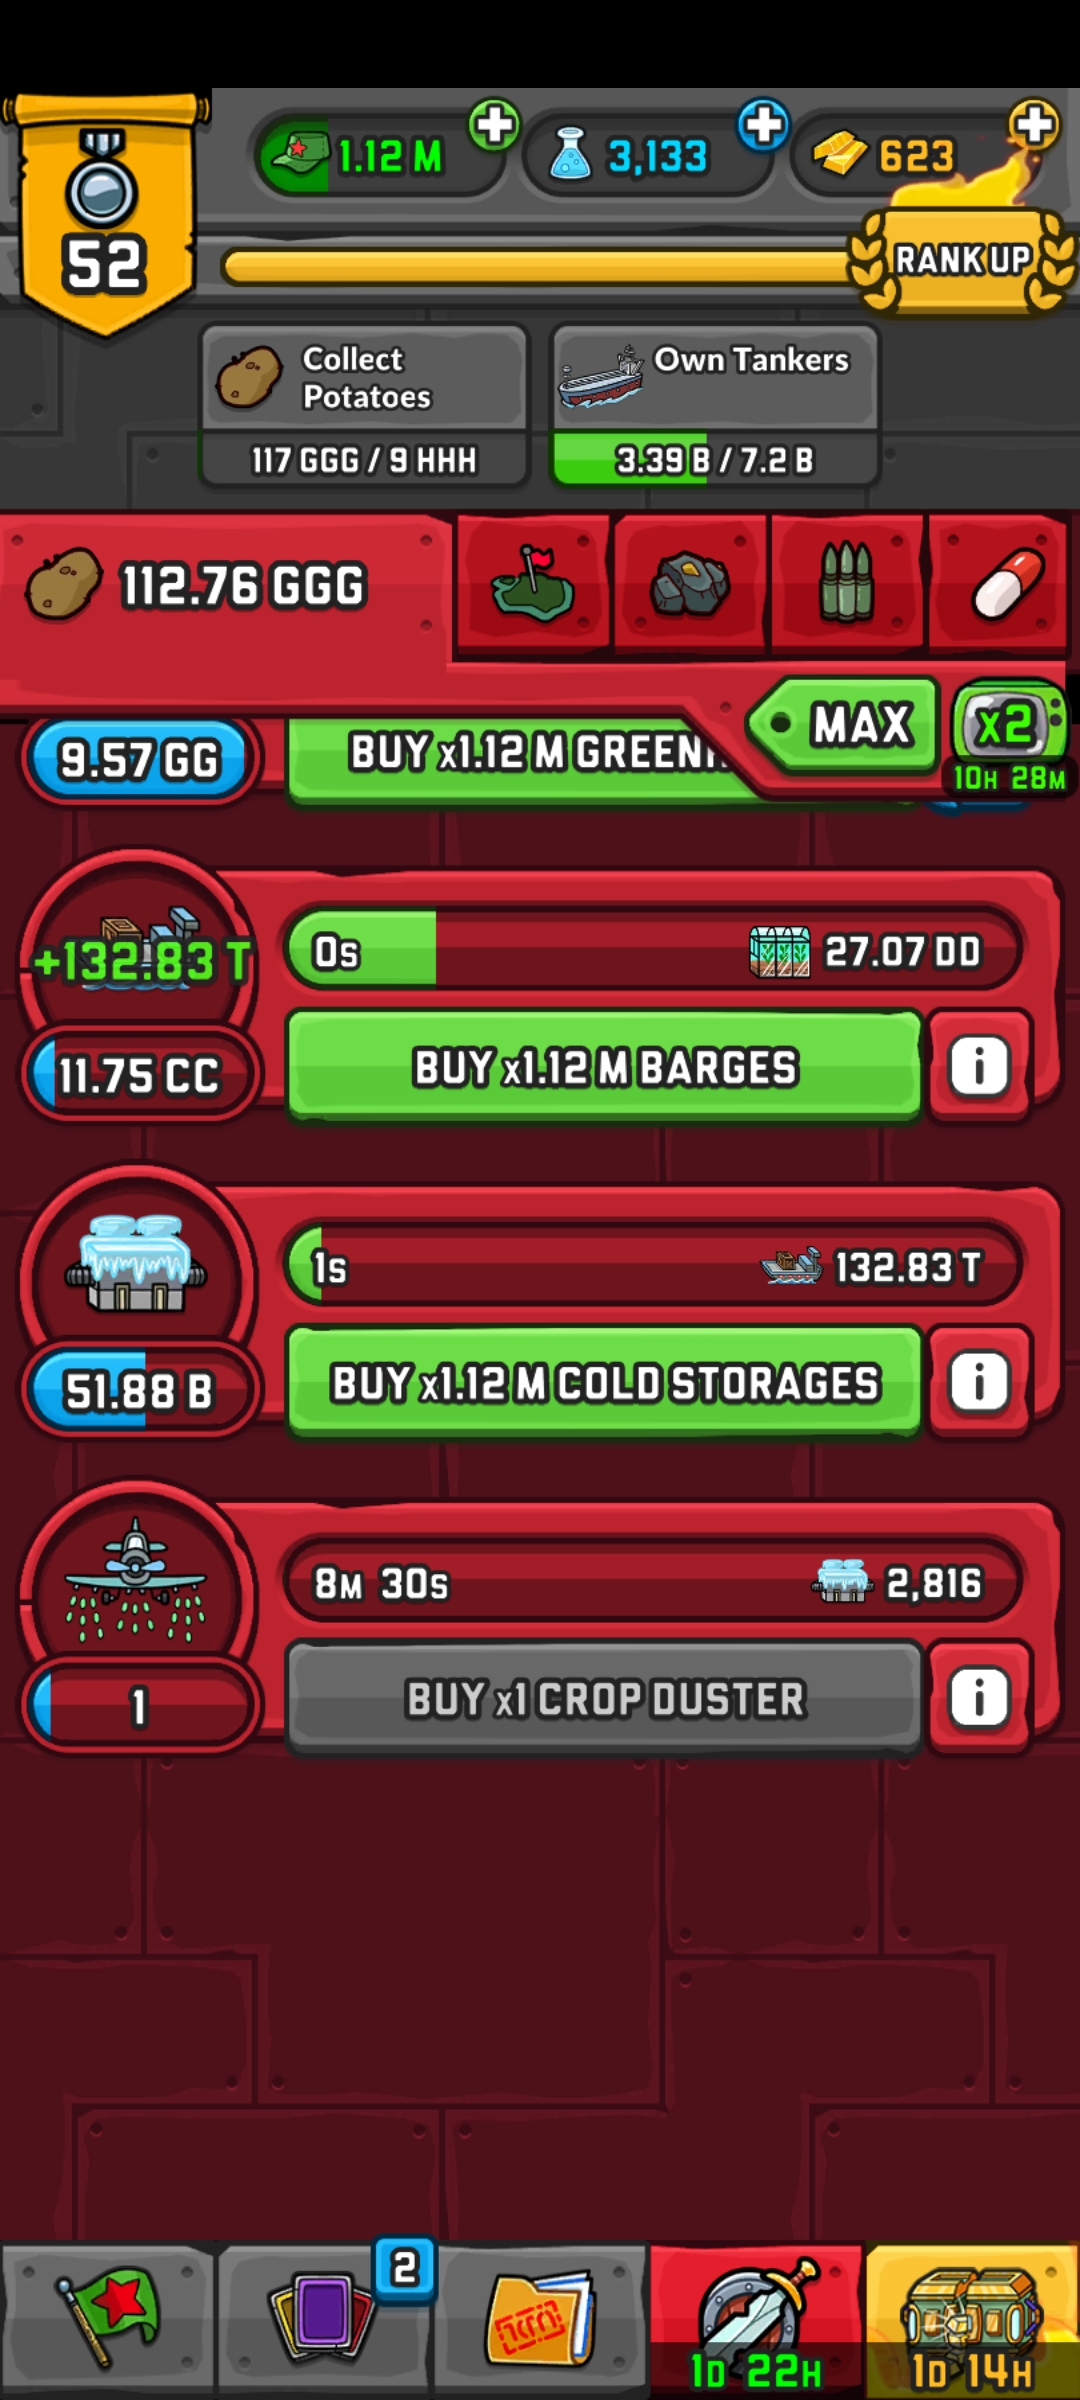 1.12 M
3,133
623
52
RANK UP
Collect
Potatoes
Own Tankers
117 GGG / 9 HHH
3.39 B / 7.2 B
112.76 GGG
MAX
x2
10H 28M
9.57 GG
BUY x1.12 M GREENH
+132.83 T
0s
27.07 DD
11.75 CC
BUY x1.12 M BARGES
i
1s
132.83 T
51.88 B
BUY x1.12 M COLD STORAGES
i
8M 30s
2,816
1
BUY x1 CROP DUSTER
i
2
1D 22H
1D 14H